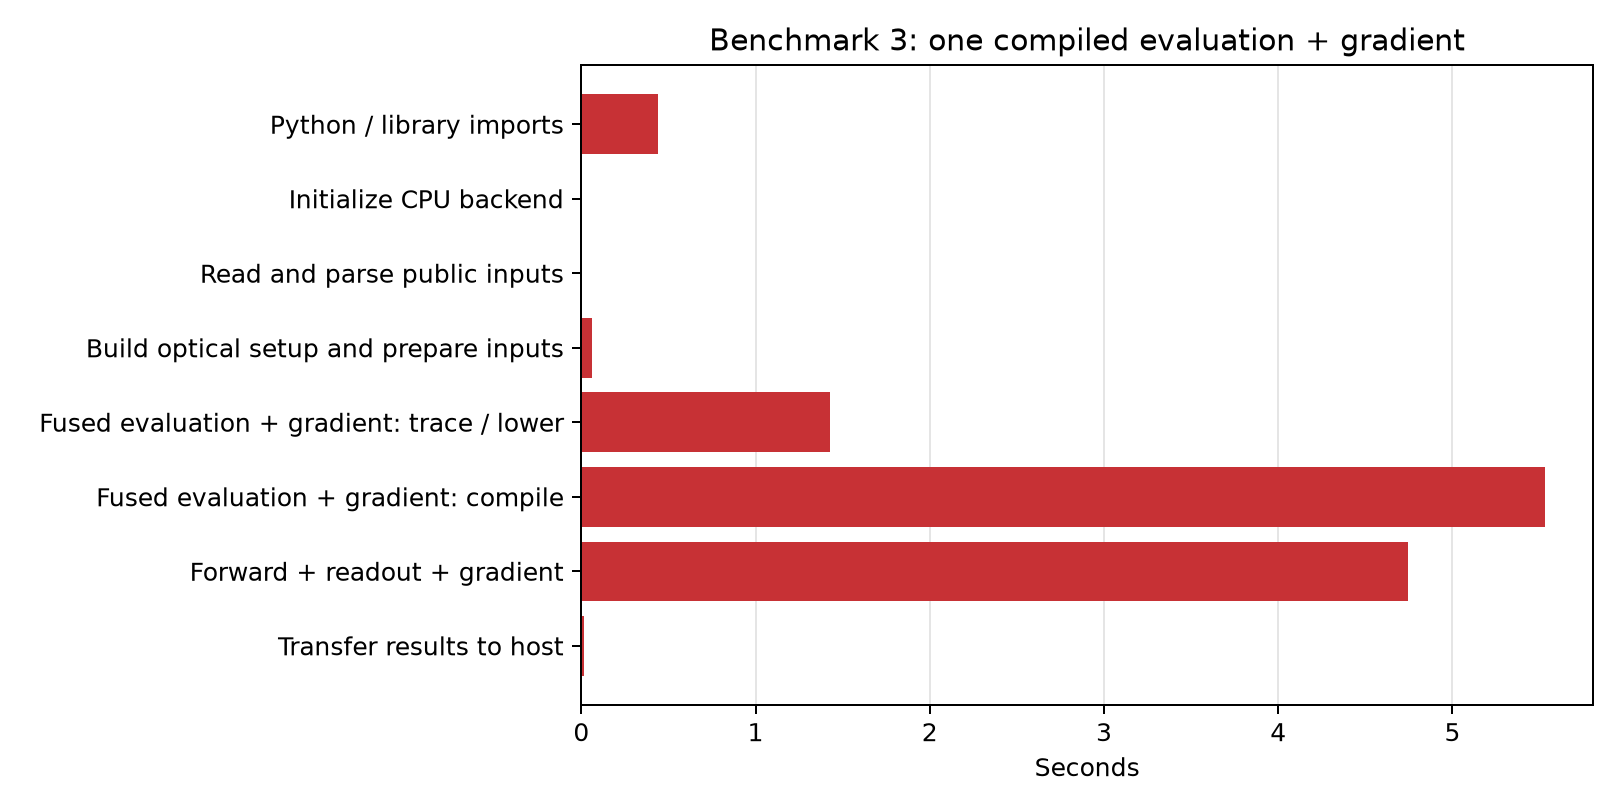 Benchmark 3: one compiled evaluation + gradient
Python / library imports
Initialize CPU backend
Read and parse public inputs
Build optical setup and prepare inputs
Fused evaluation + gradient: trace / lower
Fused evaluation + gradient: compile
Forward + readout + gradient
Transfer results to host
0 1 2 3 4 5
Seconds